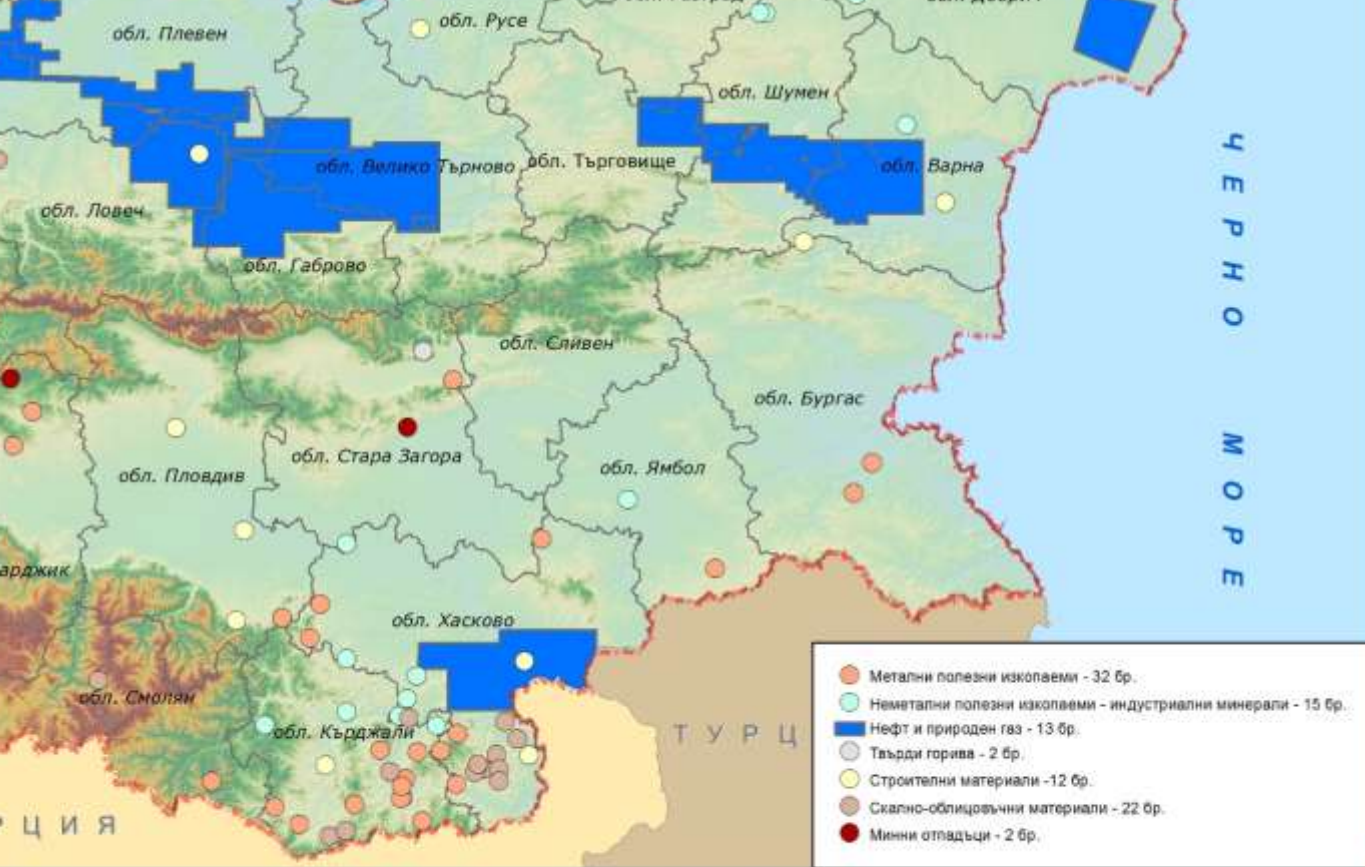 обл. Плевен
обл. Русе
обл. Шумен
обл. Велико Търново
обл. Търговище
обл. Варна
обл. Ловеч
обл. Габрово
обл. Сливен
обл. Бургас
обл. Стара Загора
обл. Ямбол
обл. Пловдив
арджик
обл. Хасково
обл. Смолян
обл. Кърджали
ЧЕРНО МОРЕ
ТУРЦ
РЦИЯ
Метални полезни изкопаеми - 32 бр.
Неметални полезни изкопаеми - индустриални минерали - 15 бр.
Нефт и природен газ - 13 бр.
Твърди горива - 2 бр.
Строителни материали -12 бр.
Скално-облицовъчни материали - 22 бр.
Минни отпадъци - 2 бр.